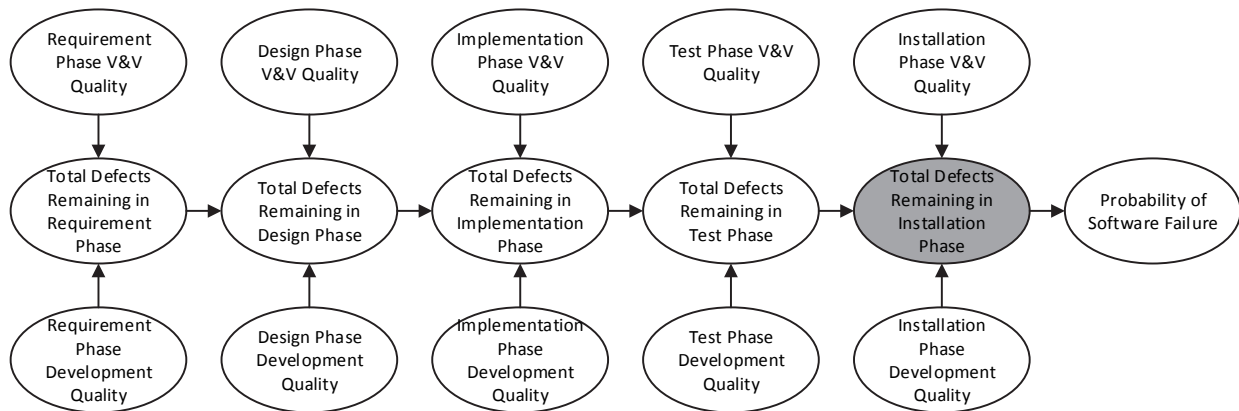 Requirement
Phase V&V
Quality
Design Phase
V&V Quality
Implementation
Phase V&V
Quality
Test Phase V&V
Quality
Installation
Phase V&V
Quality
Total Defects
Remaining in
Requirement
Phase
Total Defects
Remaining in
Design Phase
Total Defects
Remaining in
Implementation
Phase
Total Defects
Remaining in
Test Phase
Total Defects
Remaining in
Installation
Phase
Probability of
Software Failure
Requirement
Phase
Development
Quality
Design Phase
Development
Quality
Implementation
Phase
Development
Quality
Test Phase
Development
Quality
Installation
Phase
Development
Quality